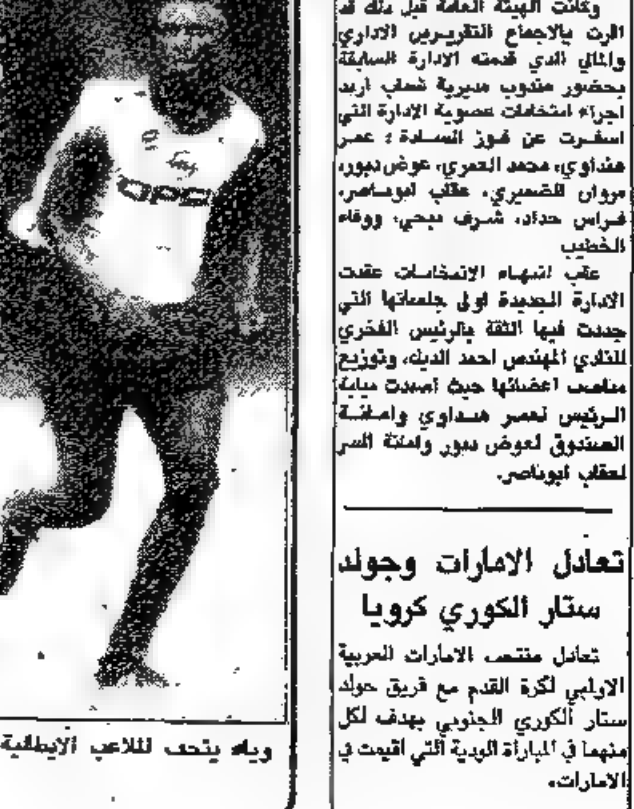 وكانت الهيئة العامة قبل ذلك قد
اقرت بالاجماع التقريرين الاداري
والمالي الذي قدمته الادارة السابقة
بحضور مندوب مديرية شباب اربد
اجراء انتخابات عضوية الادارة التي
اسفرت عن فوز السادة : عمر
هنداوي، محمد العمري، عوض دبور،
مروان الضميري، عقاب ابوناصر،
فراس حداد، شرف ، ووفاء
الخطيب
عقب انتهاء الانتخابات عقدت
الادارة الجديدة اولى جلساتها التي
جددت فيها الثقة بالرئيس الفخري
للنادي المهندس احمد الديك، وتوزيع
مناصب اعضائها حيث اسندت نيابة
الرئيس لعمر هنداوي وامانة
الصندوق لعوض دبور وامانة السر
لعقاب ابوناصر.
تعادل الامارات وجولد
ستار الكوري كرويا
تعادل منتخب الامارات العربية
الاولمبي لكرة القدم مع فريق جولد
ستار الكوري الجنوبي بهدف لكل
منهما في المباراة الودية التي اقيمت في
الامارات.
للالعاب الايطالية